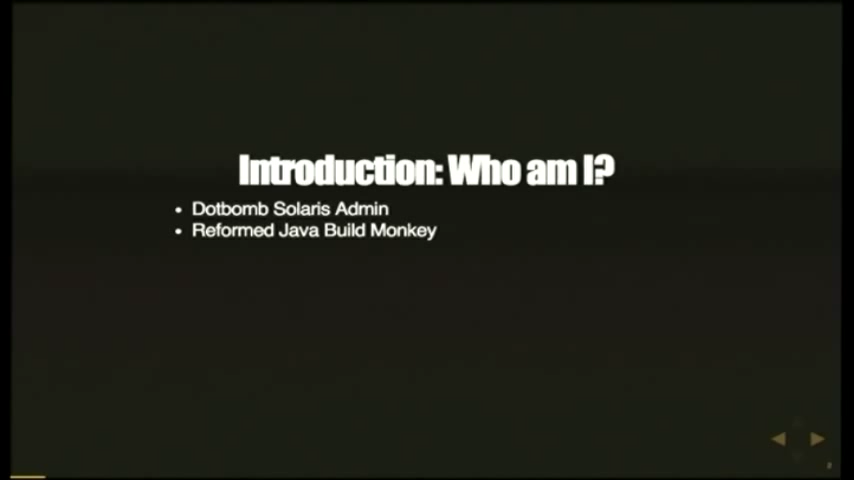 Introduction: Who am I?
• Dotbomb Solaris Admin
• Reformed Java Build Monkey